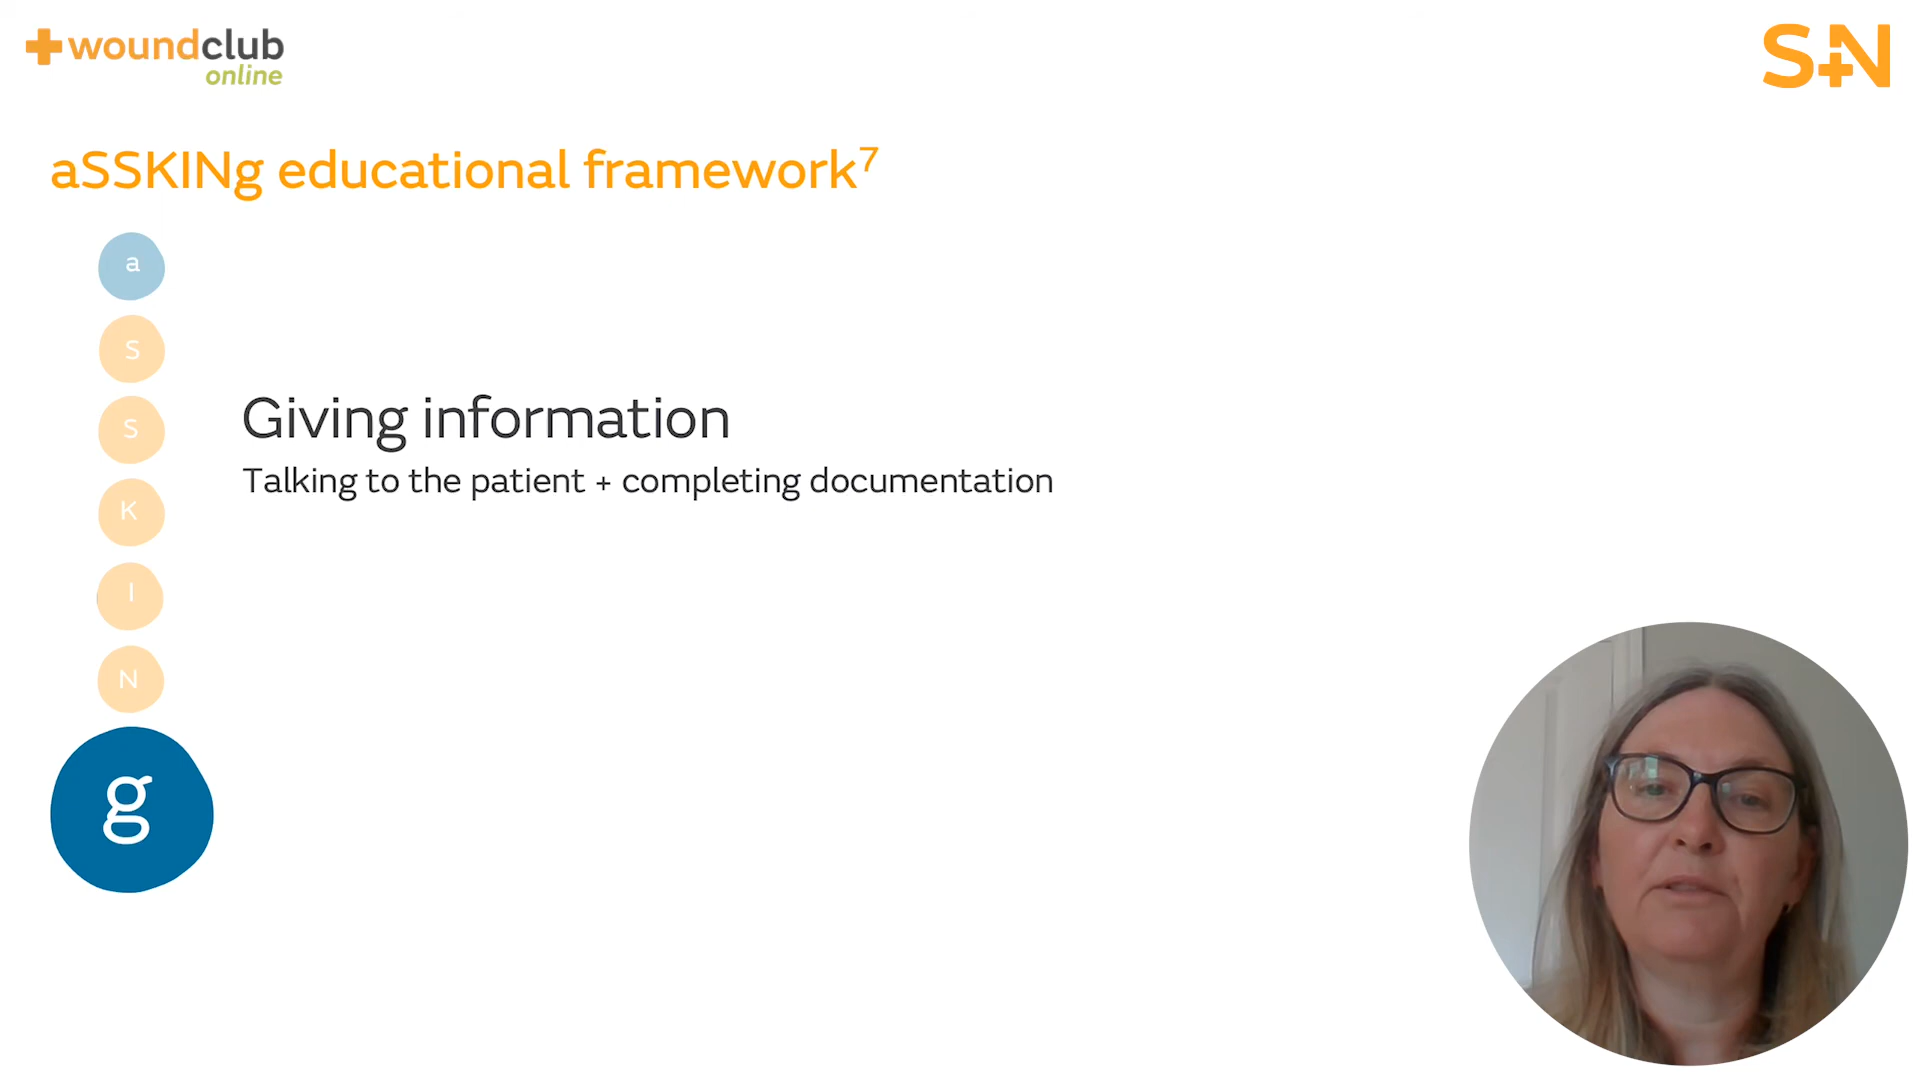 woundclub
online
S+N
aSSKINg educational framework⁷
a
S
S
K
I
N
g
Giving information
Talking to the patient + completing documentation